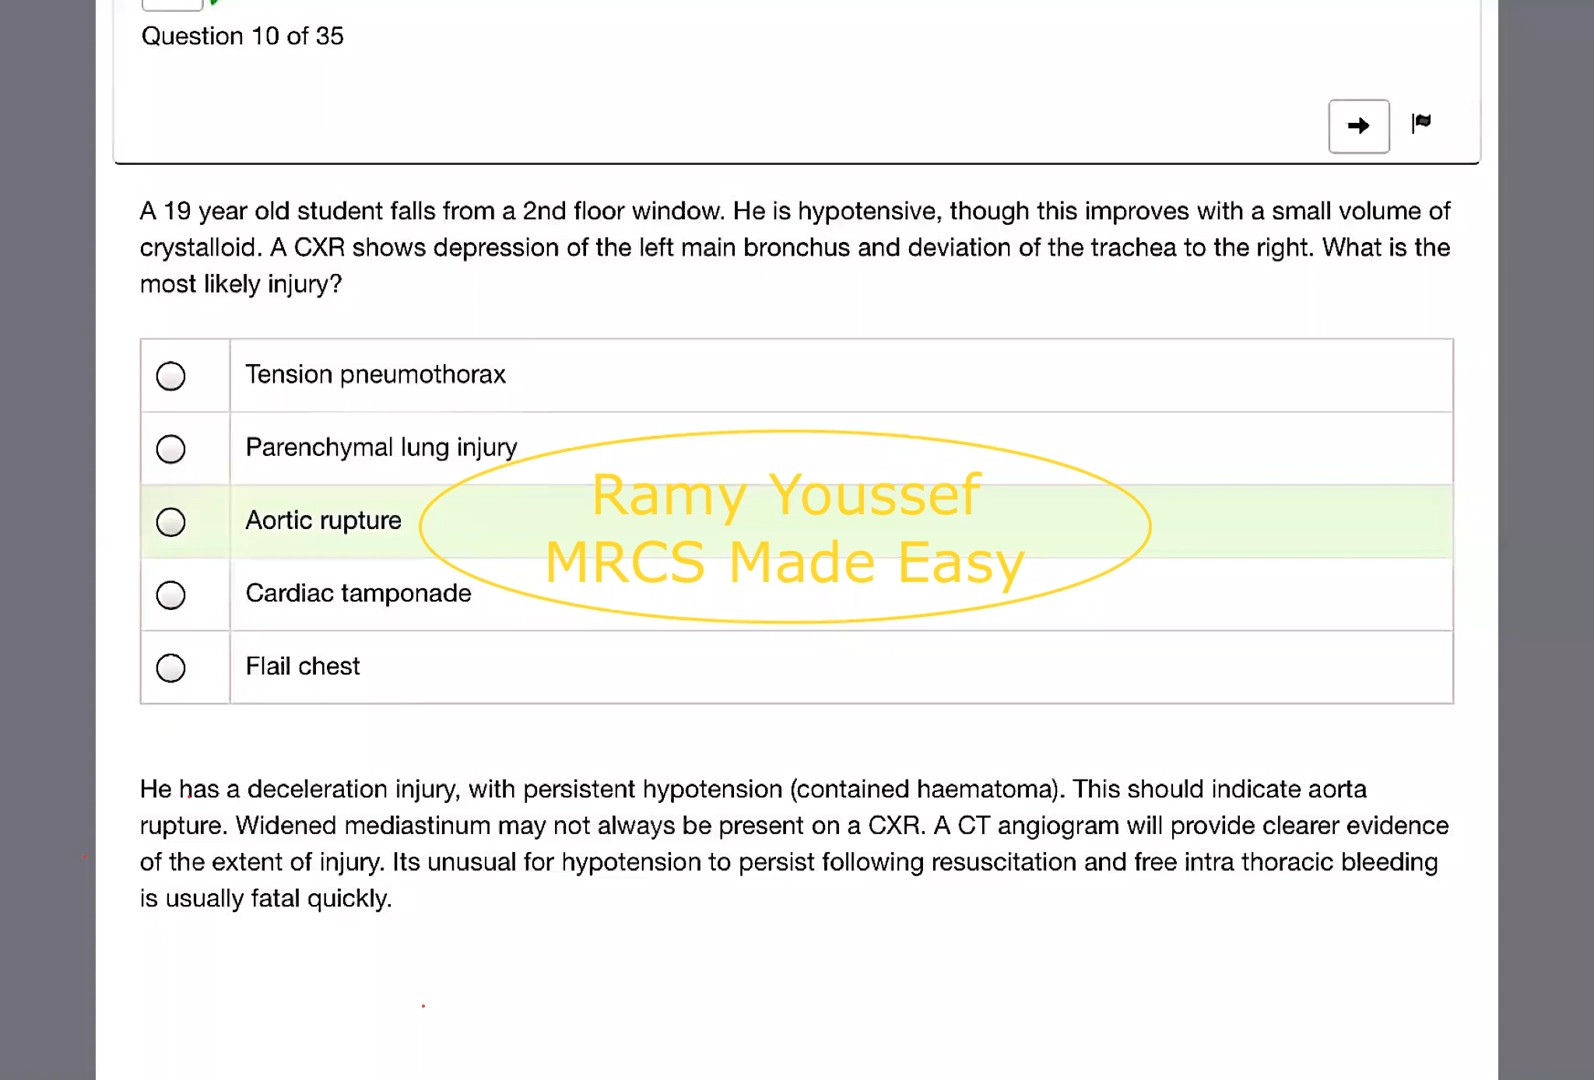 Question 10 of 35
A 19 year old student falls from a 2nd floor window. He is hypotensive, though this improves with a small volume of
crystalloid. A CXR shows depression of the left main bronchus and deviation of the trachea to the right. What is the
most likely injury?
Tension pneumothorax
Parenchymal lung injury
Aortic rupture
Cardiac tamponade
Flail chest
Ramy Youssef
MRCS Made Easy
He has a deceleration injury, with persistent hypotension (contained haematoma). This should indicate aorta
rupture. Widened mediastinum may not always be present on a CXR. A CT angiogram will provide clearer evidence
of the extent of injury. Its unusual for hypotension to persist following resuscitation and free intra thoracic bleeding
is usually fatal quickly.